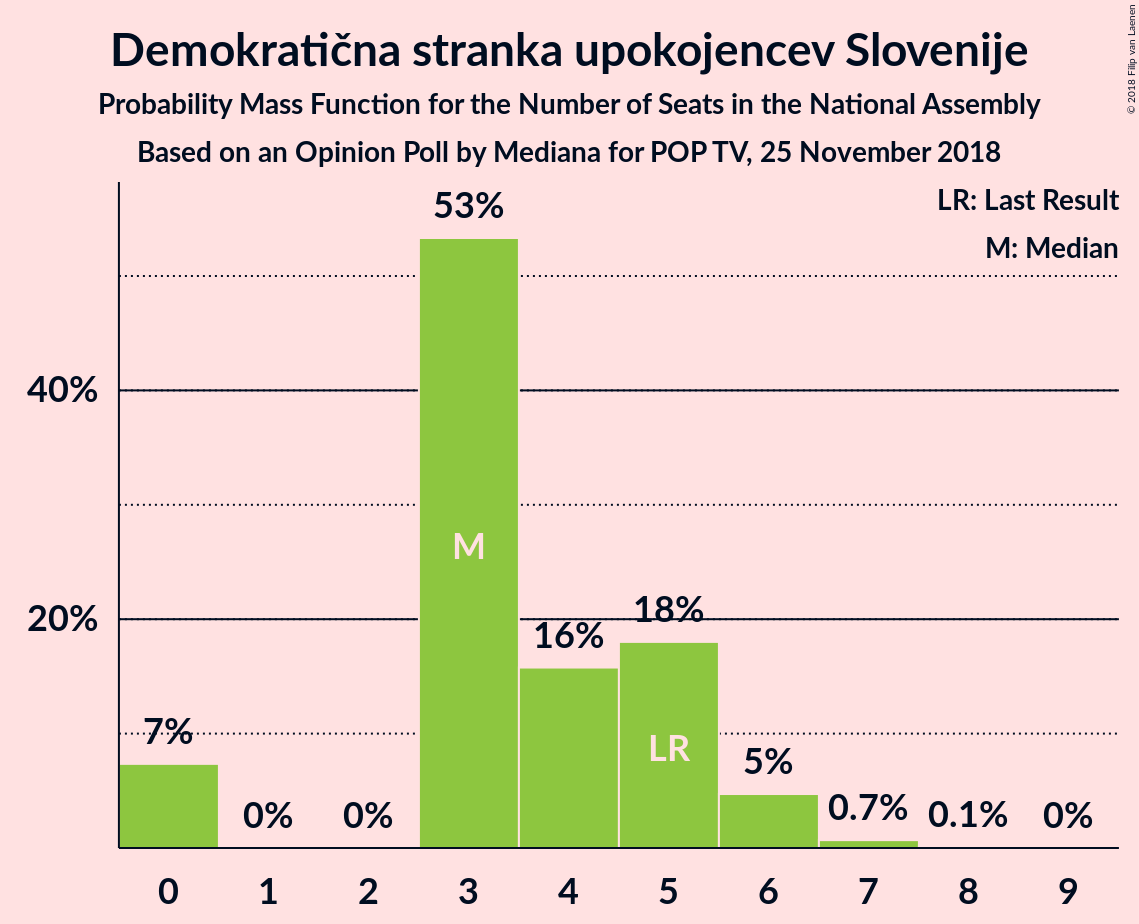 Demokratična stranka upokojencev Slovenije
Probability Mass Function for the Number of Seats in the National Assembly
Based on an Opinion Poll by Mediana for POP TV, 25 November 2018
© 2018 Filip van Laenen
LR: Last Result
M: Median
53%
40%
M
20%
18%
16%
7%
LR
5%
0%
0%
0.7%
0.1%
0%
0
1
2
3
4
5
6
7
8
9